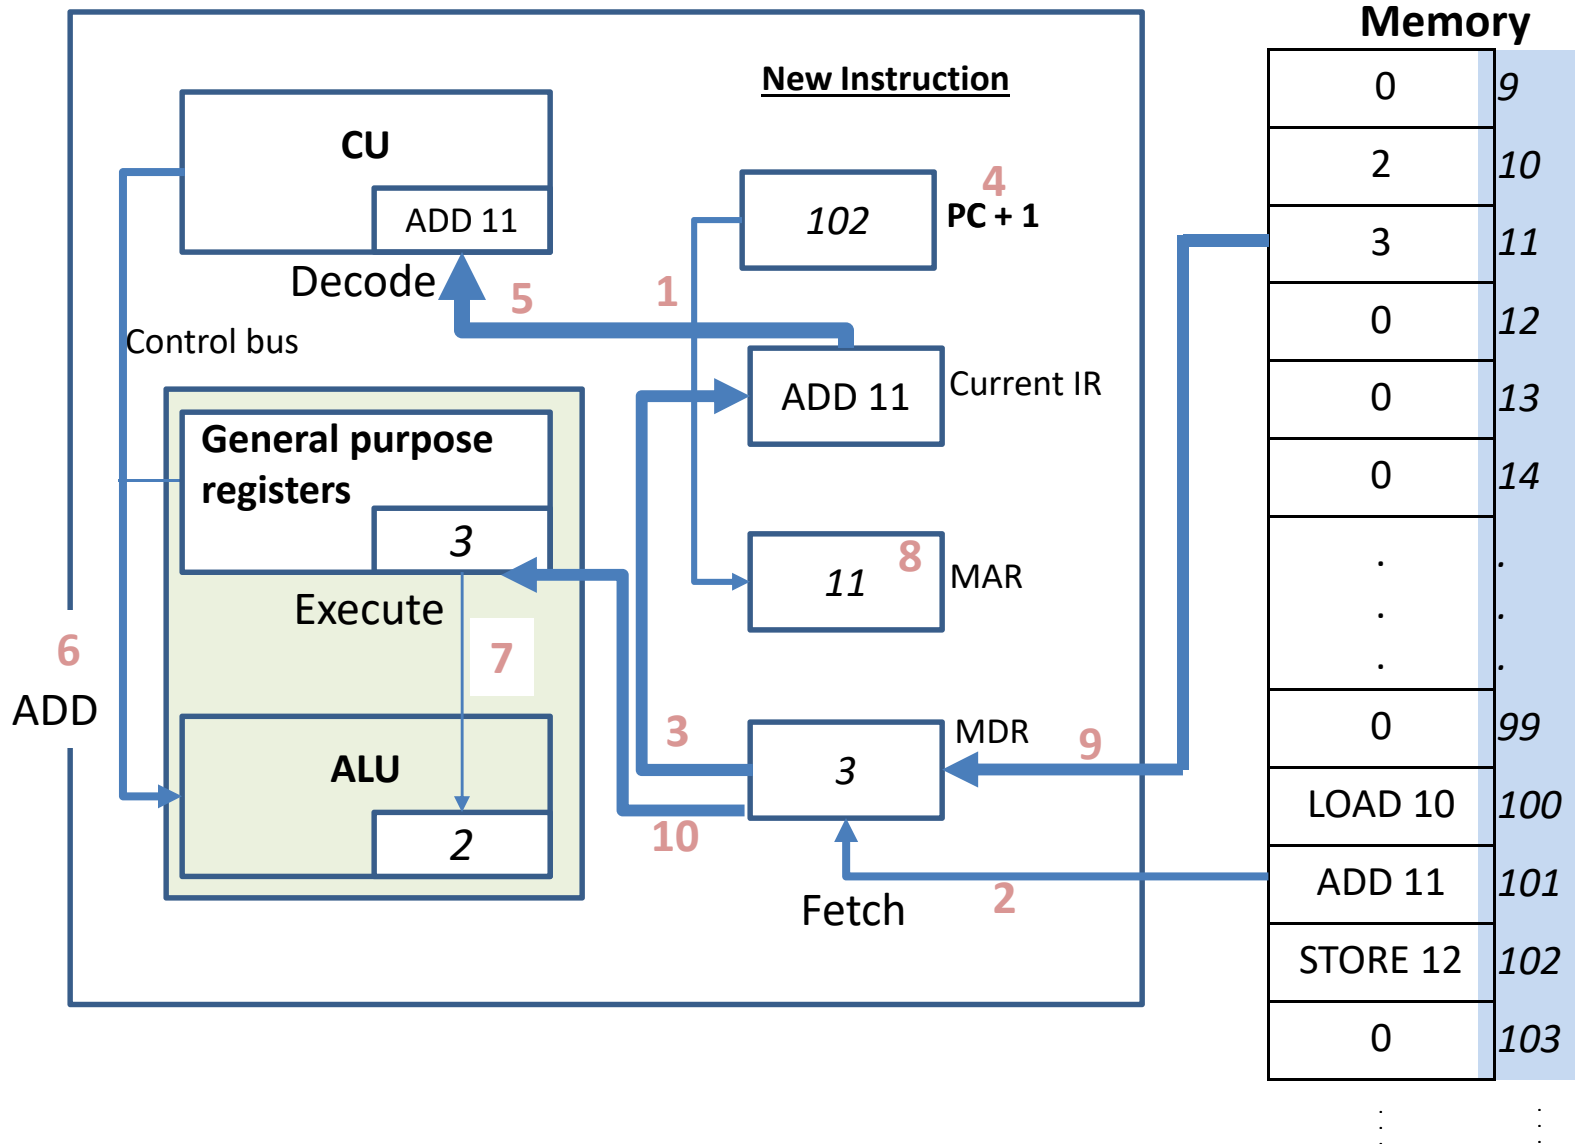 Memory
New Instruction
CU
ADD 11
Decode
5
1
4
102
PC + 1
Control bus
ADD 11
Current IR
General purpose
registers
3
Execute
8
11
MAR
6
ADD
7
3
MDR
3
9
ALU
2
10
Fetch
2
0 9
2 10
3 11
0 12
0 13
0 14
. .
. .
. .
0 99
LOAD 10 100
ADD 11 101
STORE 12 102
0 103
. .
. .
. .